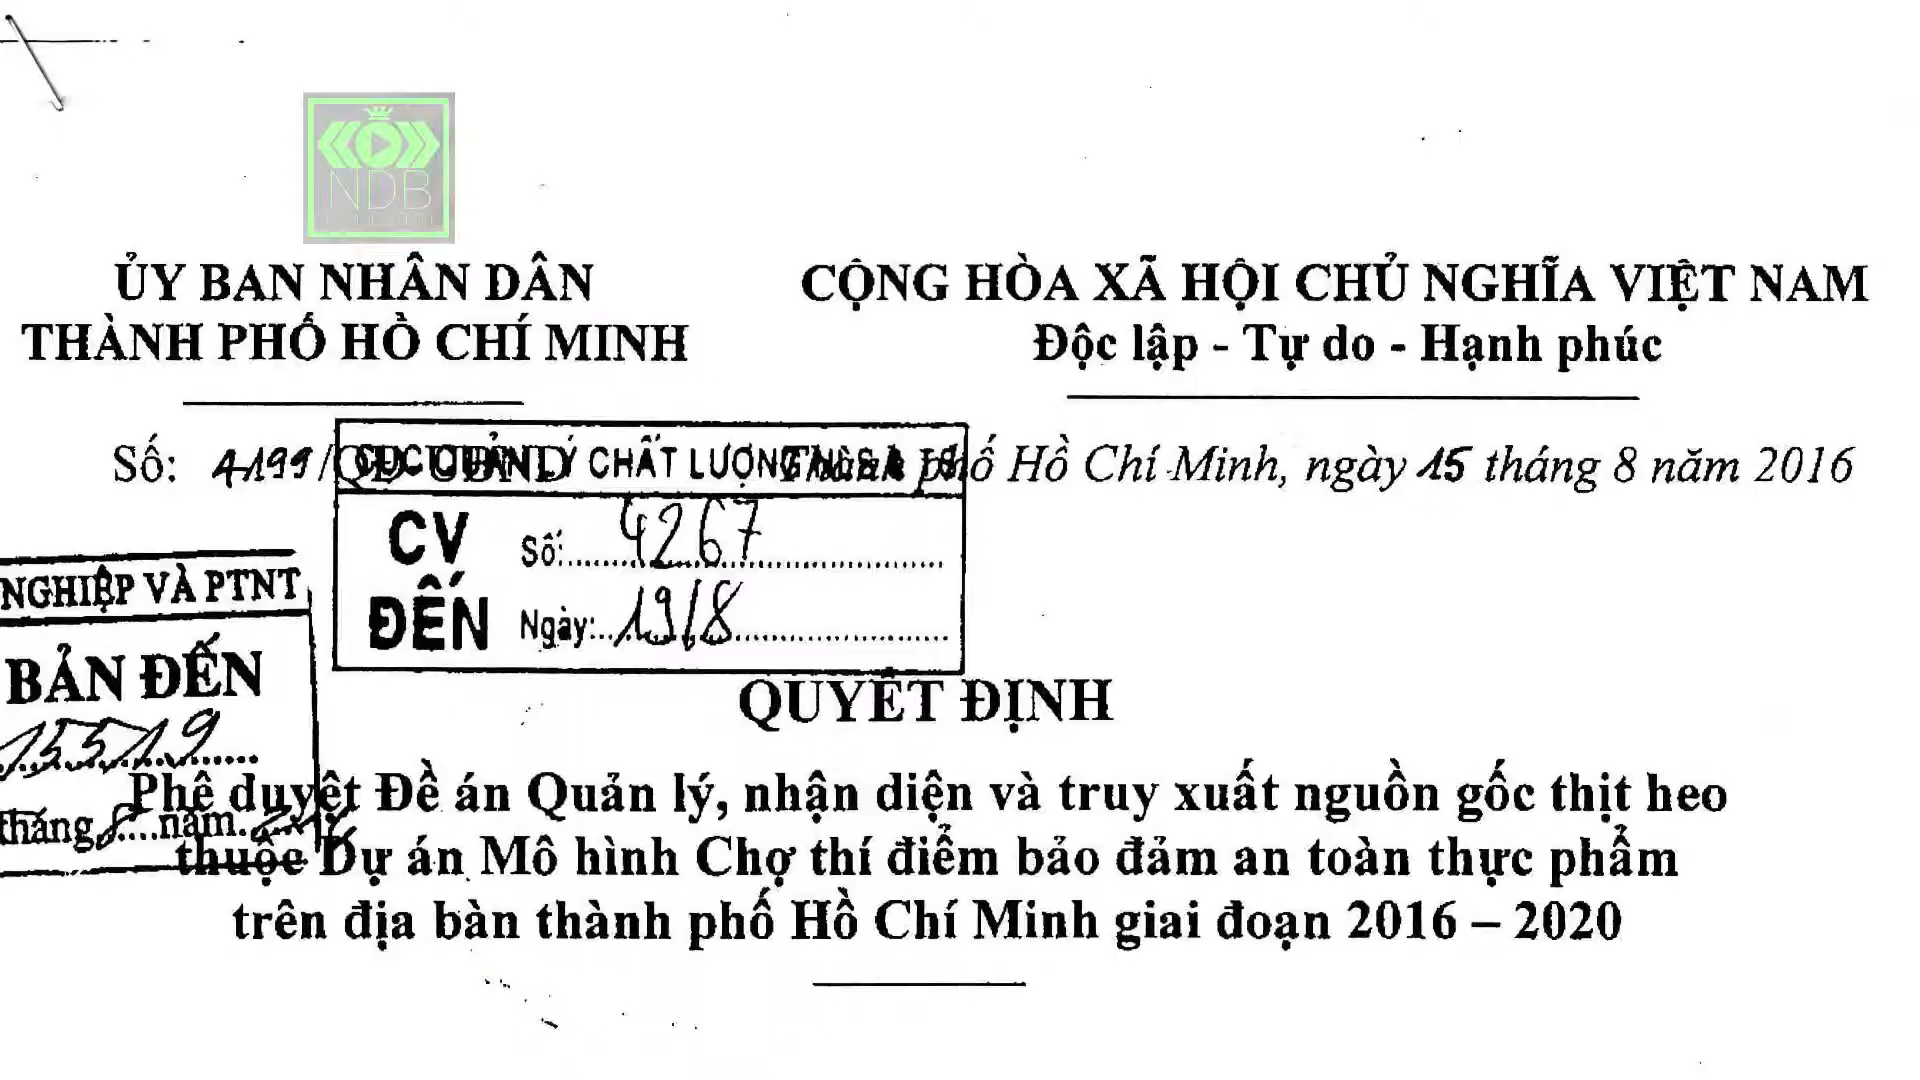 NDB
ỦY BAN NHÂN DÂN
THÀNH PHỐ HỒ CHÍ MINH
CỘNG HÒA XÃ HỘI CHỦ NGHĨA VIỆT NAM
Độc lập - Tự do - Hạnh phúc
Số: 4199/QĐ-UBND
Thành phố Hồ Chí Minh, ngày 15 tháng 8 năm 2016
CỤC QUẢN LÝ CHẤT LƯỢNG
CV ĐẾN
Số: 4267
Ngày: 19/8
NGHIỆP VÀ PTNT
BẢN ĐẾN
15519
tháng 8 năm
QUYẾT ĐỊNH
Phê duyệt Đề án Quản lý, nhận diện và truy xuất nguồn gốc thịt heo
thuộc Dự án Mô hình Chợ thí điểm bảo đảm an toàn thực phẩm
trên địa bàn thành phố Hồ Chí Minh giai đoạn 2016 – 2020